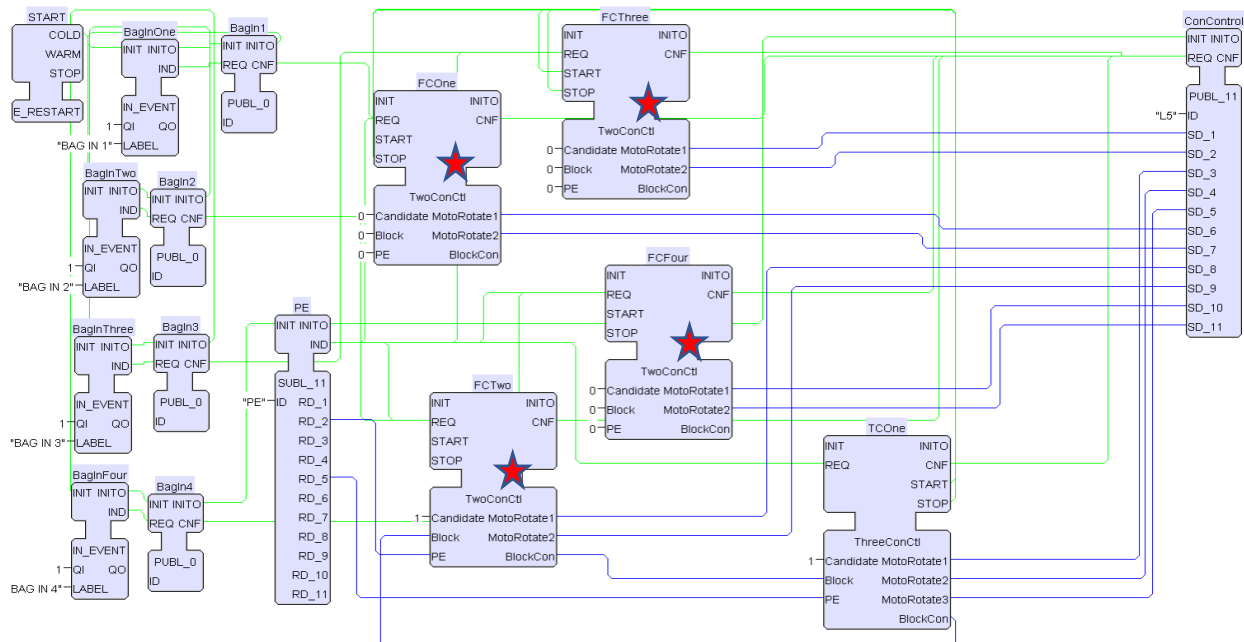 START
COLD
WARM
STOP
E_RESTART
BagInOne
INIT INITO
IND
IN_EVENT
1 QI QO
"BAG IN 1" LABEL
BagIn1
INIT INITO
REQ CNF
PUBL_0
ID
BagInTwo
INIT INITO
IND
IN_EVENT
1 QI QO
"BAG IN 2" LABEL
BagIn2
INIT INITO
REQ CNF
PUBL_0
ID
BagInThree
INIT INITO
IND
IN_EVENT
1 QI QO
"BAG IN 3" LABEL
BagIn3
INIT INITO
REQ CNF
PUBL_0
ID
BagInFour
INIT INITO
IND
IN_EVENT
1 QI QO
BAG IN 4" LABEL
BagIn4
INIT INITO
REQ CNF
PUBL_0
ID
PE
INIT INITO
IND
SUBL_11
"PE" ID
RD_1
RD_2
RD_3
RD_4
RD_5
RD_6
RD_7
RD_8
RD_9
RD_10
RD_11
FCOne
INIT INITO
REQ CNF
START
STOP
TwoConCtl
0 Candidate MotoRotate1
0 Block MotoRotate2
0 PE BlockCon
FCThree
INIT INITO
REQ CNF
START
STOP
TwoConCtl
0 Candidate MotoRotate1
0 Block MotoRotate2
0 PE BlockCon
FCFour
INIT INITO
REQ CNF
START
STOP
TwoConCtl
0 Candidate MotoRotate1
0 Block MotoRotate2
0 PE BlockCon
FCTwo
INIT INITO
REQ CNF
START
STOP
TwoConCtl
1 Candidate MotoRotate1
Block MotoRotate2
PE BlockCon
TCOne
INIT INITO
REQ CNF
START
STOP
ThreeConCtl
1 Candidate MotoRotate1
Block MotoRotate2
PE MotoRotate3
BlockCon
ConControl
INIT INITO
REQ CNF
PUBL_11
"L5" ID
SD_1
SD_2
SD_3
SD_4
SD_5
SD_6
SD_7
SD_8
SD_9
SD_10
SD_11